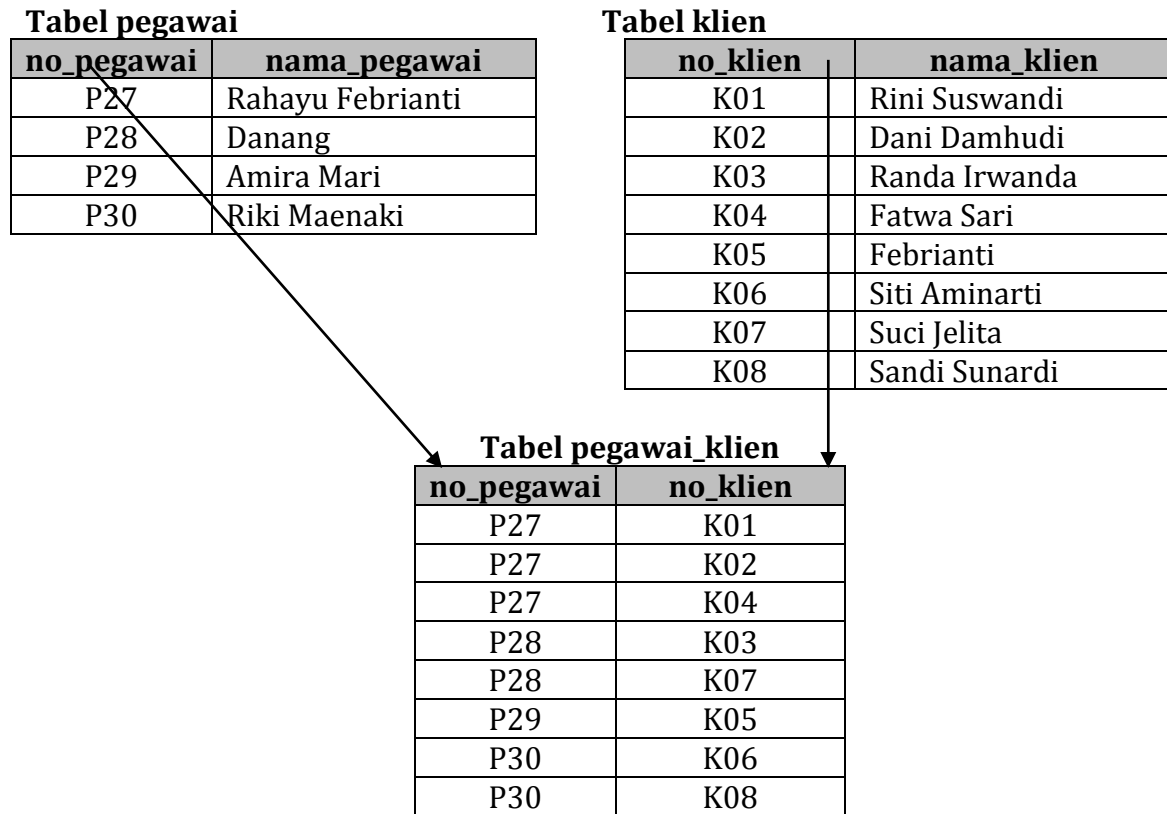 Tabel pegawai
no_pegawai nama_pegawai
P27 Rahayu Febrianti
P28 Danang
P29 Amira Mari
P30 Riki Maenaki
Tabel klien
no_klien nama_klien
K01 Rini Suswandi
K02 Dani Damhudi
K03 Randa Irwanda
K04 Fatwa Sari
K05 Febrianti
K06 Siti Aminarti
K07 Suci Jelita
K08 Sandi Sunardi
Tabel pegawai_klien
no_pegawai no_klien
P27 K01
P27 K02
P27 K04
P28 K03
P28 K07
P29 K05
P30 K06
P30 K08